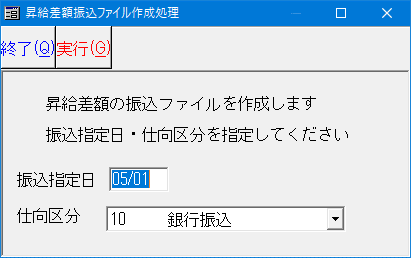 昇給差額振込ファイル作成処理
終了(Q) 実行(G)
昇給差額の振込ファイルを作成します
振込指定日・仕向区分を指定してください
振込指定日 05/01
仕向区分 10 銀行振込